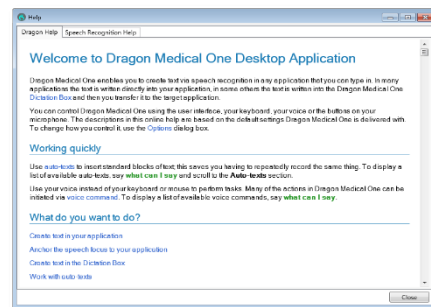 Help
Dragon Help Speech Recognition Help
Welcome to Dragon Medical One Desktop Application
Dragon Medical One enables you to create text via speech recognition in any application that you can type in. In many
applications the text is written directly into your application, in some others the text is written into the Dragon Medical One
Dictation Box and then you transfer it to the target application.
You can control Dragon Medical One using the user interface, your keyboard, your voice or the buttons on your
microphone. The descriptions in this online help are based on the default settings Dragon Medical One is delivered with.
To change how you control it, use the Options dialog box.
Working quickly
Use auto-texts to insert standard blocks of text; this saves you having to repeatedly record the same thing. To display a
list of available auto-texts, say what can I say and scroll to the Auto-texts section.
Use your voice instead of your keyboard or mouse to perform tasks. Many of the actions in Dragon Medical One can be
initiated via voice command. To display a list of available voice commands, say what can I say.
What do you want to do?
Create text in your application
Anchor the speech focus to your application
Create text in the Dictation Box
Work with auto texts
Close